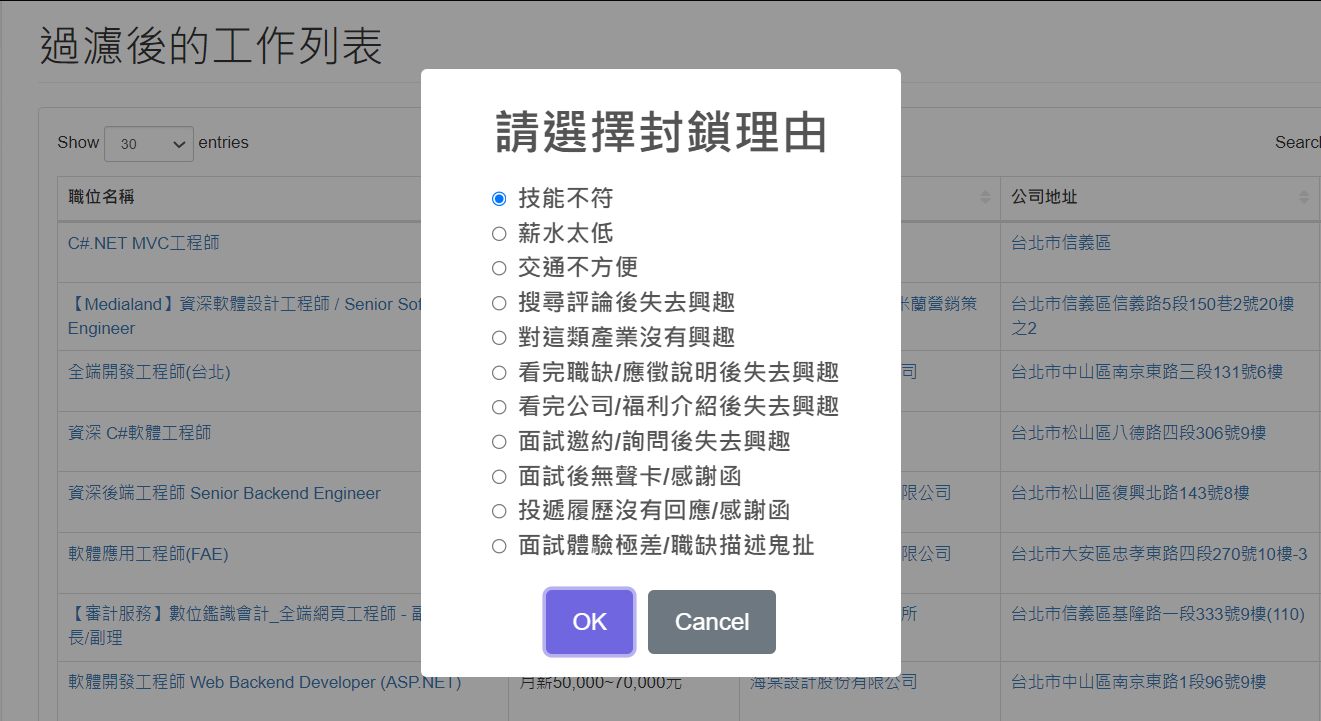 過濾後的工作列表
請選擇封鎖理由
技能不符
薪水太低
交通不方便
搜尋評論後失去興趣
對這類產業沒有興趣
看完職缺/應徵說明後失去興趣
看完公司/福利介紹後失去興趣
面試邀約/詢問後失去興趣
面試後無聲卡/感謝函
投遞履歷沒有回應/感謝函
面試體驗極差/職缺描述鬼扯
OK Cancel
Show 30 entries
職位名稱 公司地址
C#.NET MVC工程師 台北市信義區
【Medialand】資深軟體設計工程師 / Senior 米蘭營銷策 台北市信義區信義路5段150巷2號20樓
Engineer 之2
全端開發工程師(台北) 司 台北市中山區南京東路三段131號6樓
資深 C#軟體工程師 台北市松山區八德路四段306號9樓
資深後端工程師 Senior Backend Engineer 限公司 台北市松山區復興北路143號8樓
軟體應用工程師(FAE) 限公司 台北市大安區忠孝東路四段270號10樓-3
【審計服務】數位鑑識會計_全端網頁工程師 - 副 所 台北市信義區基隆路一段333號9樓(110)
長/副理
軟體開發工程師 Web Backend Developer (ASP.NET) 月薪50,000~70,000元 海棠設計股份有限公司 台北市中山區南京東路1段96號9樓